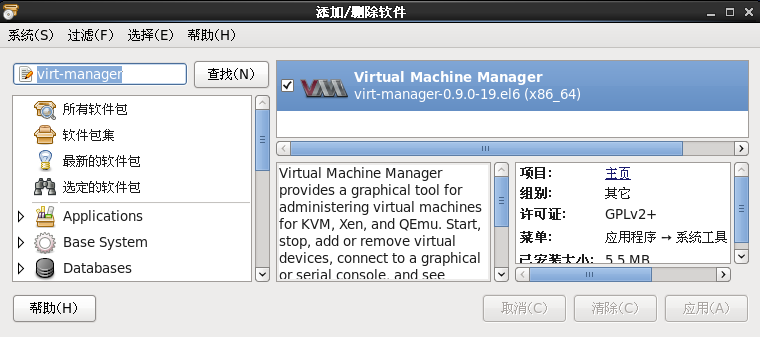 添加/删除软件
系统(S) 过滤(F) 选择(E) 帮助(H)
virt-manager 查找(N)
所有软件包
软件包集
最新的软件包
选定的软件包
Applications
Base System
Databases
Virtual Machine Manager
virt-manager-0.9.0-19.el6 (x86_64)
Virtual Machine Manager
provides a graphical tool for
administering virtual machines
for KVM, Xen, and QEmu. Start,
stop, add or remove virtual
devices, connect to a graphical
or serial console, and see
项目: 主页
组别: 其它
许可证: GPLv2+
菜单: 应用程序 → 系统工具
已安装大小: 5.5 MB
帮助(H) 取消(C) 清除(C) 应用(A)